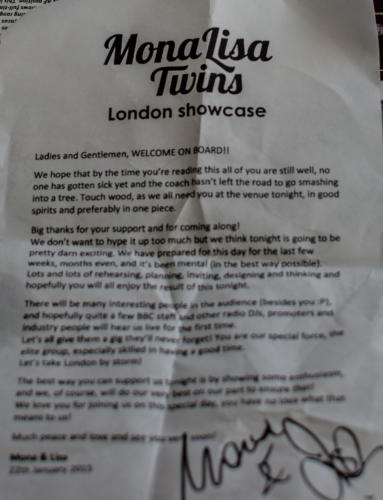 MonaLisa
Twins
London showcase
Ladies and Gentlemen, WELCOME ON BOARD!!
We hope that by the time you're reading this all of you are still well, no
one has gotten sick yet and the coach hasn't left the road to go smashing
into a tree. Touch wood, as we all need you at the venue tonight, in good
spirits and preferably in one piece.
Big thanks for your support and for coming along!
We don't want to hype it up too much but we think tonight is going to be
pretty darn exciting. We have prepared for this day for the last few
weeks, months even, and it's been mental (in the best way possible).
Lots and lots of rehearsing, planning, inviting, designing and thinking and
hopefully you will all enjoy the result of this tonight.
There will be many interesting people in the audience (besides you :P),
and hopefully quite a few BBC staff and other radio DJs, promoters and
industry people will hear us live for the first time.
Let's all give them a gig they'll never forget! You are our special force, the
elite group, especially skilled in having a good time.
Let's take London by storm!
The best way you can support us tonight is by showing some enthusiasm,
and we, of course, will do our very best on our part to ensure that!
We love you for joining us on this special day, you have no idea what that
means to us!
Much peace and love and see you very soon!
Mona & Lisa
22th January 2015
Mona
& Lisa